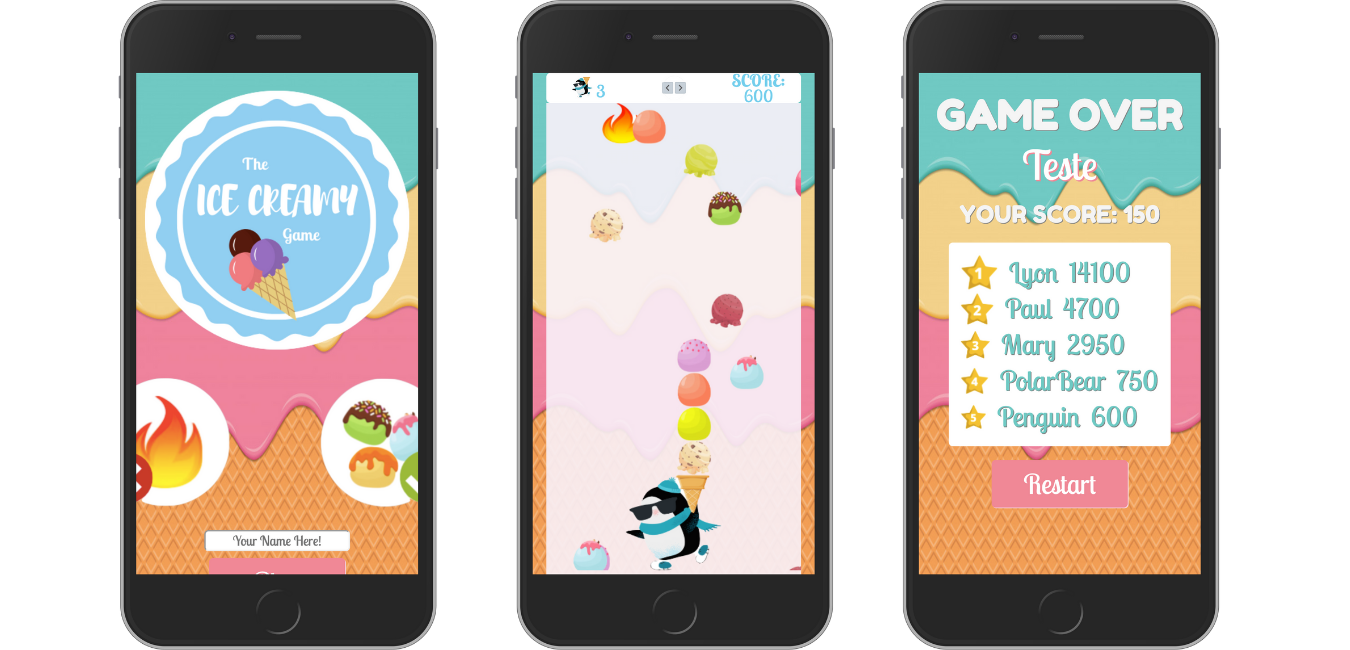 The
ICE CREAMY
Game
Your Name Here!
3
SCORE:
600
GAME OVER
Teste
YOUR SCORE: 150
1 Lyon 14100
2 Paul 4700
3 Mary 2950
4 PolarBear 750
5 Penguin 600
Restart